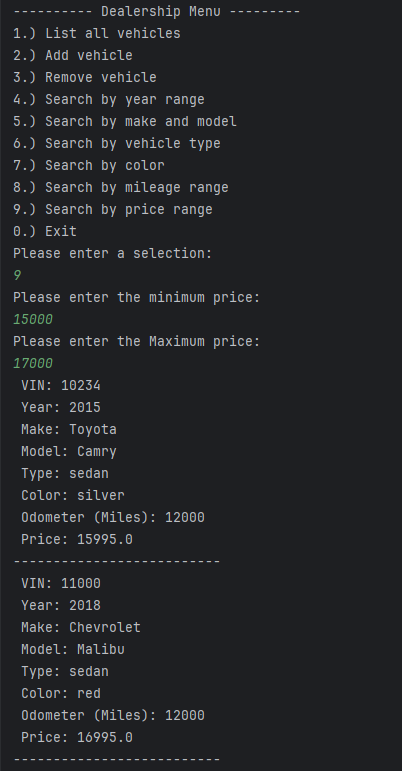 ---------- Dealership Menu ---------
1.) List all vehicles
2.) Add vehicle
3.) Remove vehicle
4.) Search by year range
5.) Search by make and model
6.) Search by vehicle type
7.) Search by color
8.) Search by mileage range
9.) Search by price range
0.) Exit
Please enter a selection:
9
Please enter the minimum price:
15000
Please enter the Maximum price:
17000
 VIN: 10234
 Year: 2015
 Make: Toyota
 Model: Camry
 Type: sedan
 Color: silver
 Odometer (Miles): 12000
 Price: 15995.0
--------------------------
 VIN: 11000
 Year: 2018
 Make: Chevrolet
 Model: Malibu
 Type: sedan
 Color: red
 Odometer (Miles): 12000
 Price: 16995.0
--------------------------